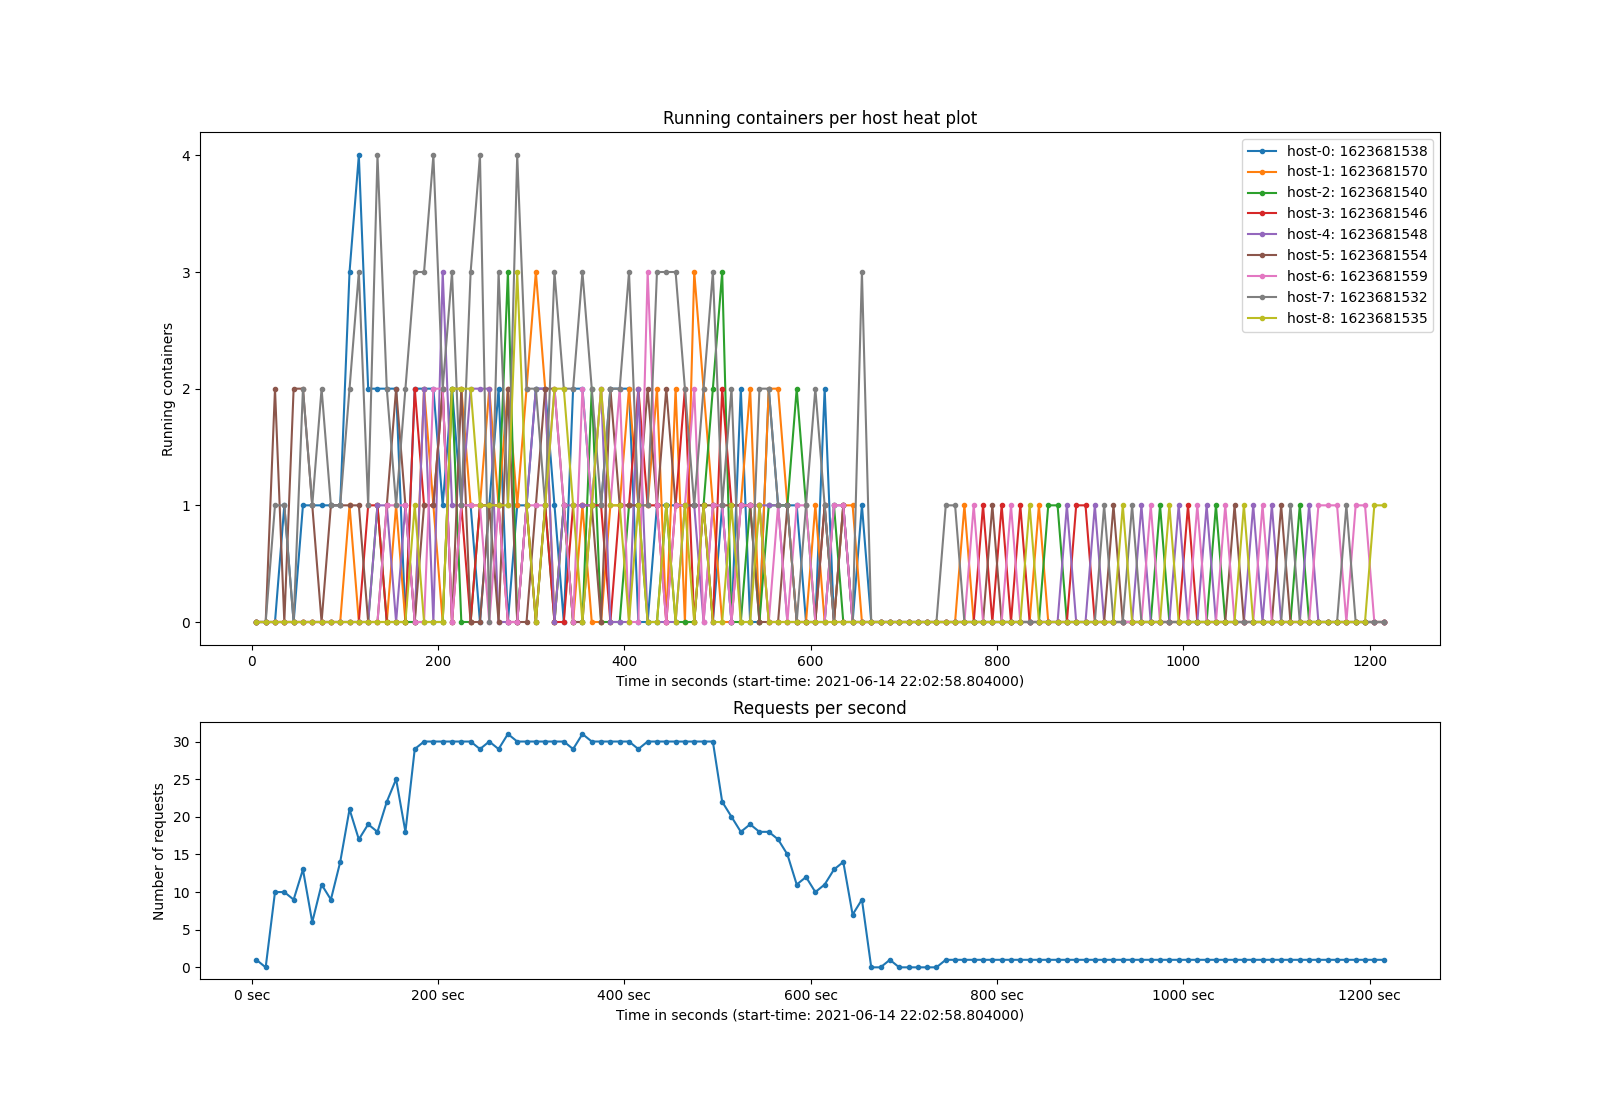 Running containers per host heat plot
Running containers
4
3
2
1
0
host-0: 1623681538
host-1: 1623681570
host-2: 1623681540
host-3: 1623681546
host-4: 1623681548
host-5: 1623681554
host-6: 1623681559
host-7: 1623681532
host-8: 1623681535
0 200 400 600 800 1000 1200
Time in seconds (start-time: 2021-06-14 22:02:58.804000)
Requests per second
Number of requests
30
25
20
15
10
5
0
0 sec 200 sec 400 sec 600 sec 800 sec 1000 sec 1200 sec
Time in seconds (start-time: 2021-06-14 22:02:58.804000)